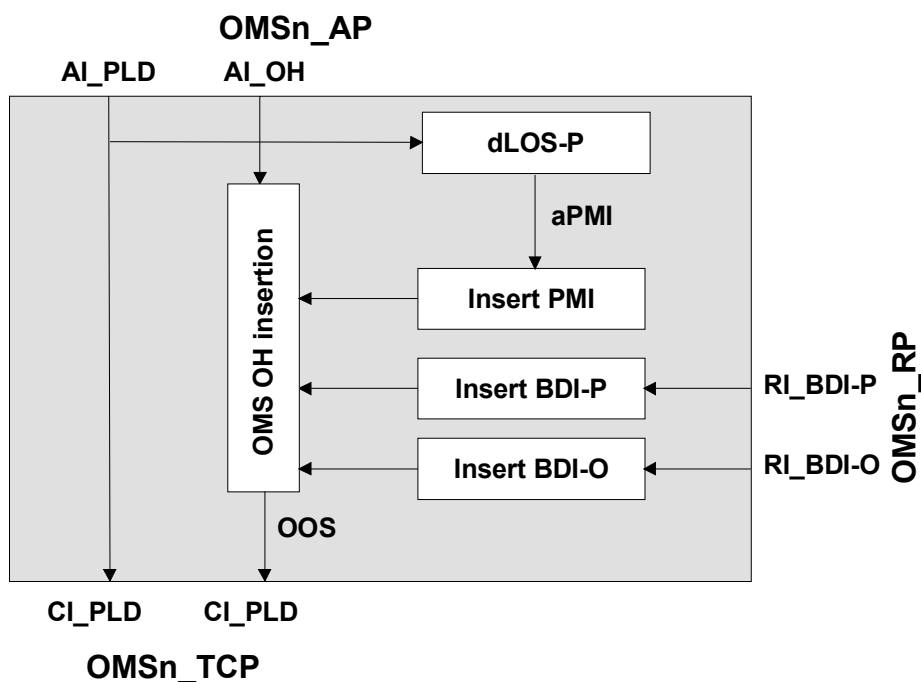 OMSn_AP
AI_PLD
AI_OH
dLOS-P
aPMI
OMS OH insertion
Insert PMI
Insert BDI-P
RI_BDI-P
Insert BDI-O
RI_BDI-O
OMSn_RP
OOS
CI_PLD
CI_PLD
OMSn_TCP